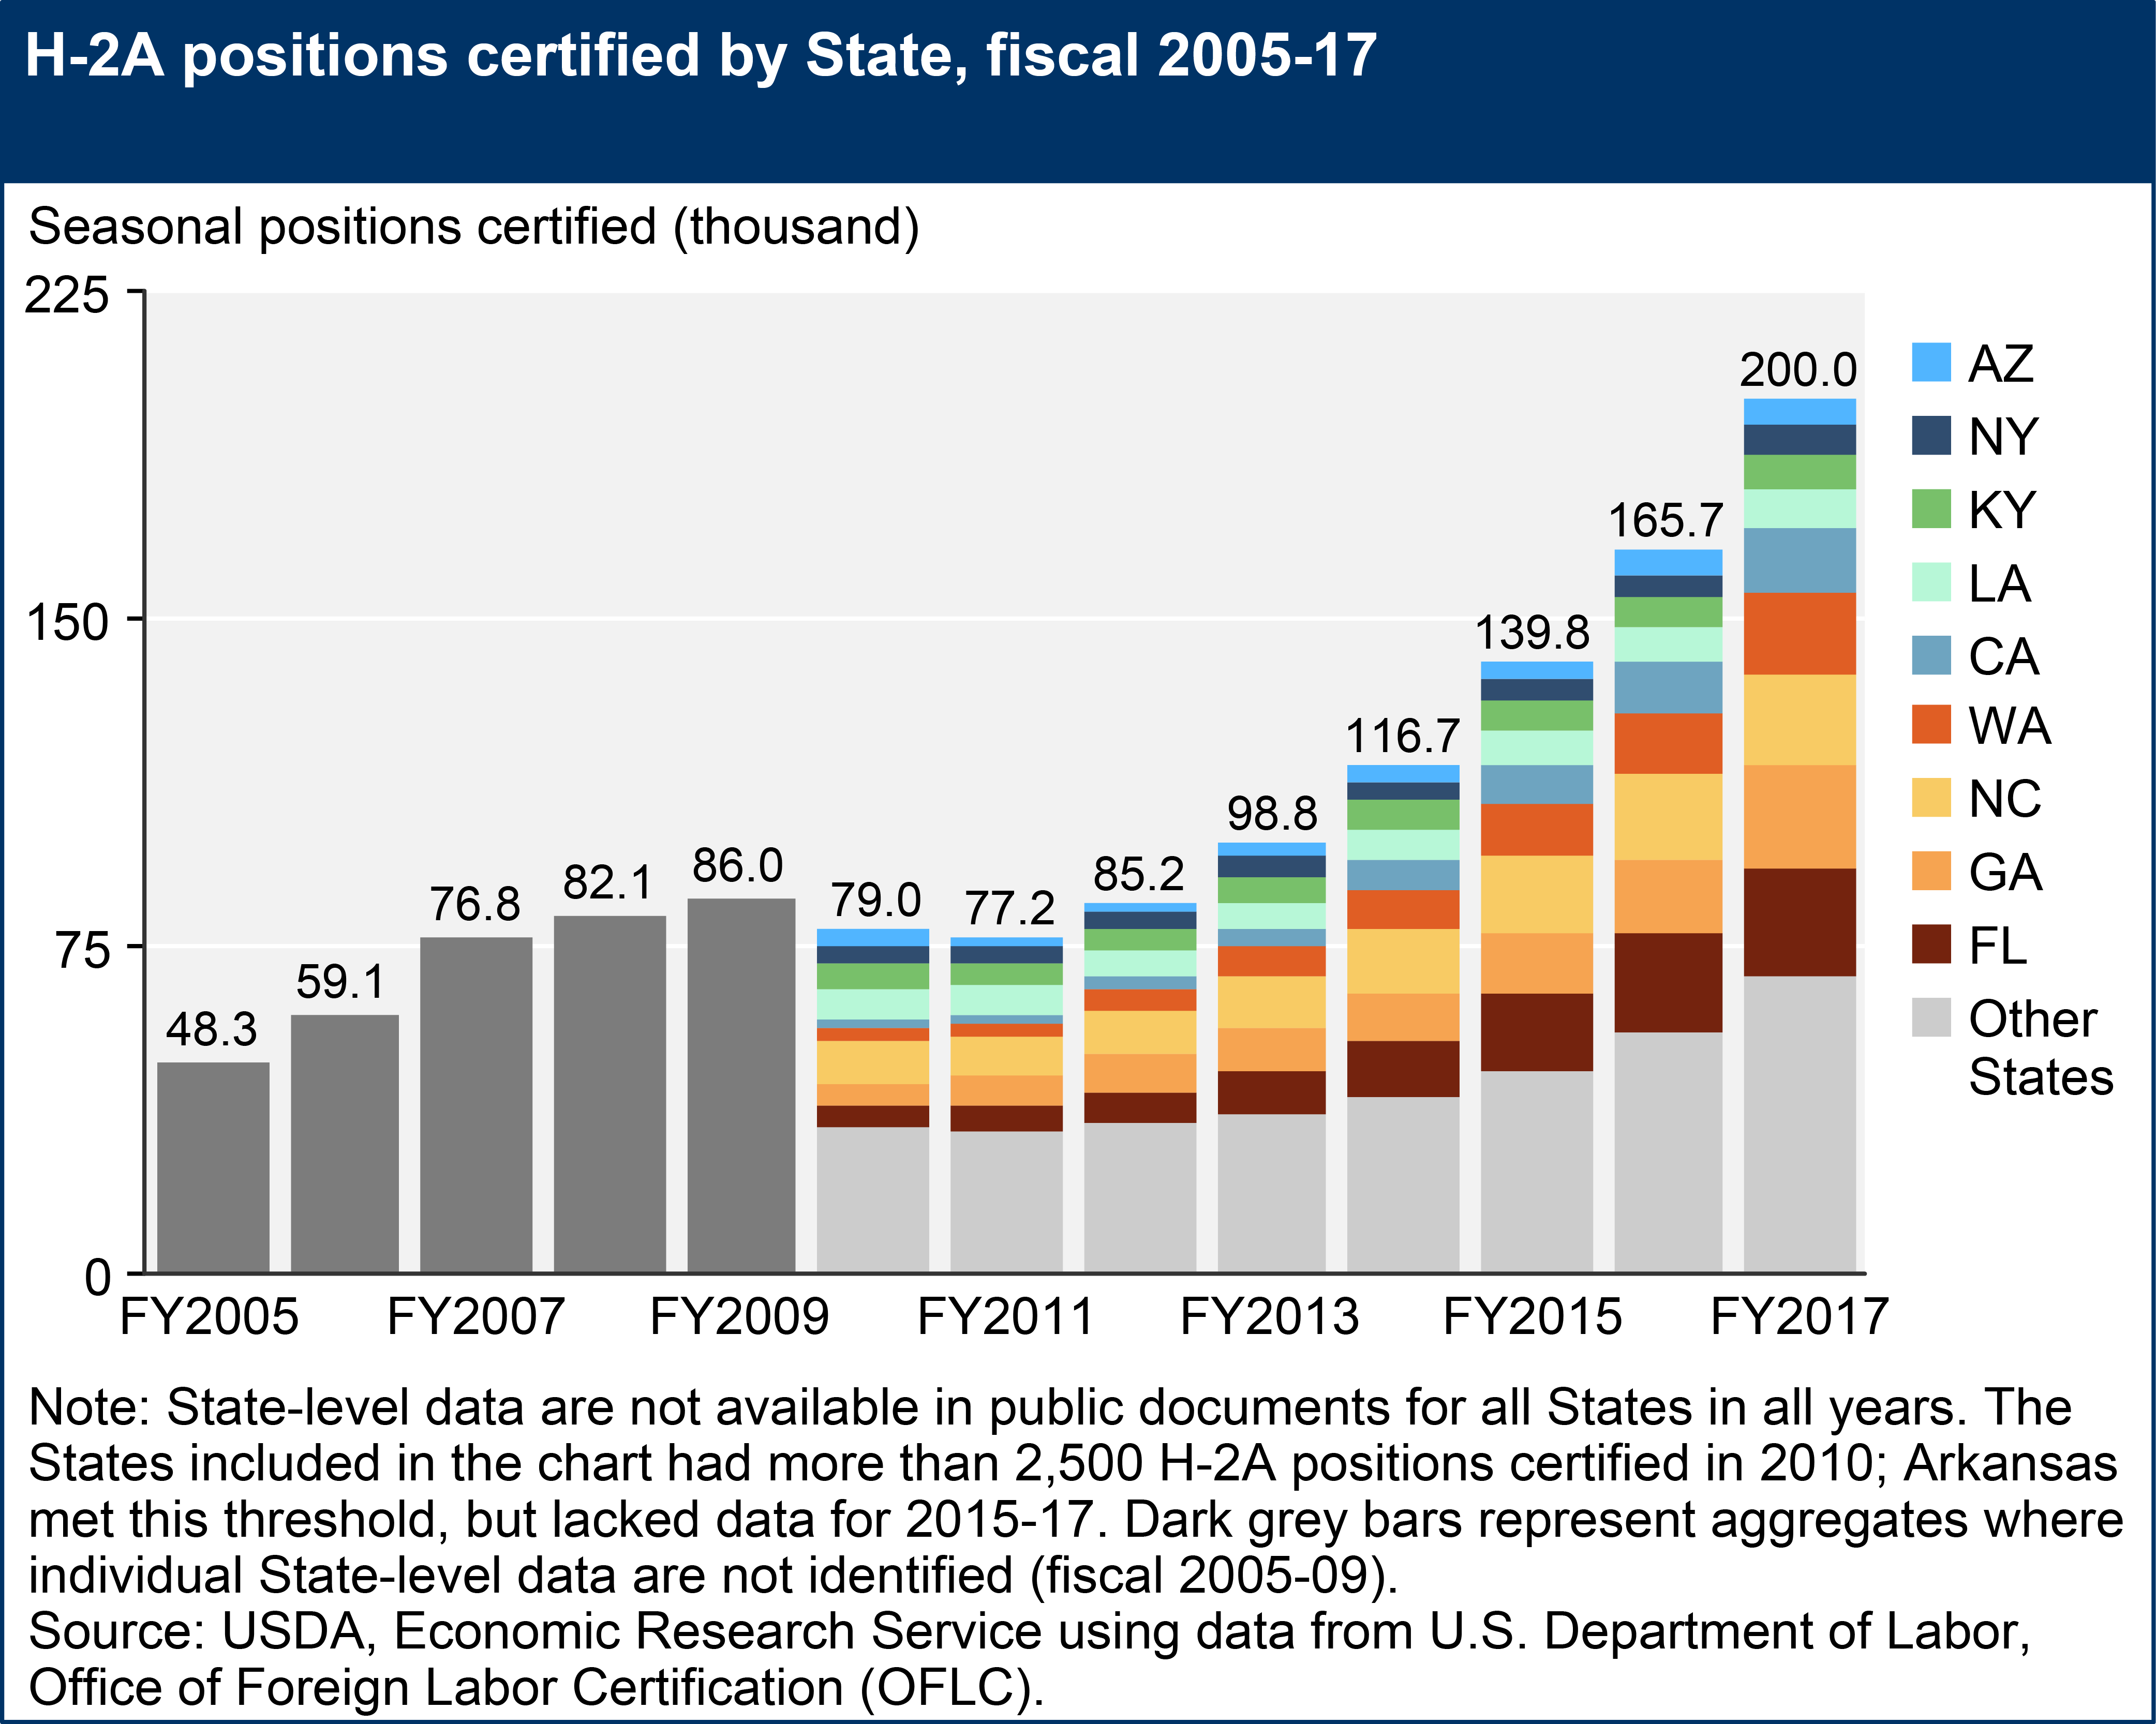 H-2A positions certified by State, fiscal 2005-17
Seasonal positions certified (thousand)
225
150
75
0
48.3
59.1
76.8
82.1
86.0
79.0
77.2
85.2
98.8
116.7
139.8
165.7
200.0
AZ
NY
KY
LA
CA
WA
NC
GA
FL
Other
States
FY2005 FY2007 FY2009 FY2011 FY2013 FY2015 FY2017
Note: State-level data are not available in public documents for all States in all years. The
States included in the chart had more than 2,500 H-2A positions certified in 2010; Arkansas
met this threshold, but lacked data for 2015-17. Dark grey bars represent aggregates where
individual State-level data are not identified (fiscal 2005-09).
Source: USDA, Economic Research Service using data from U.S. Department of Labor,
Office of Foreign Labor Certification (OFLC).